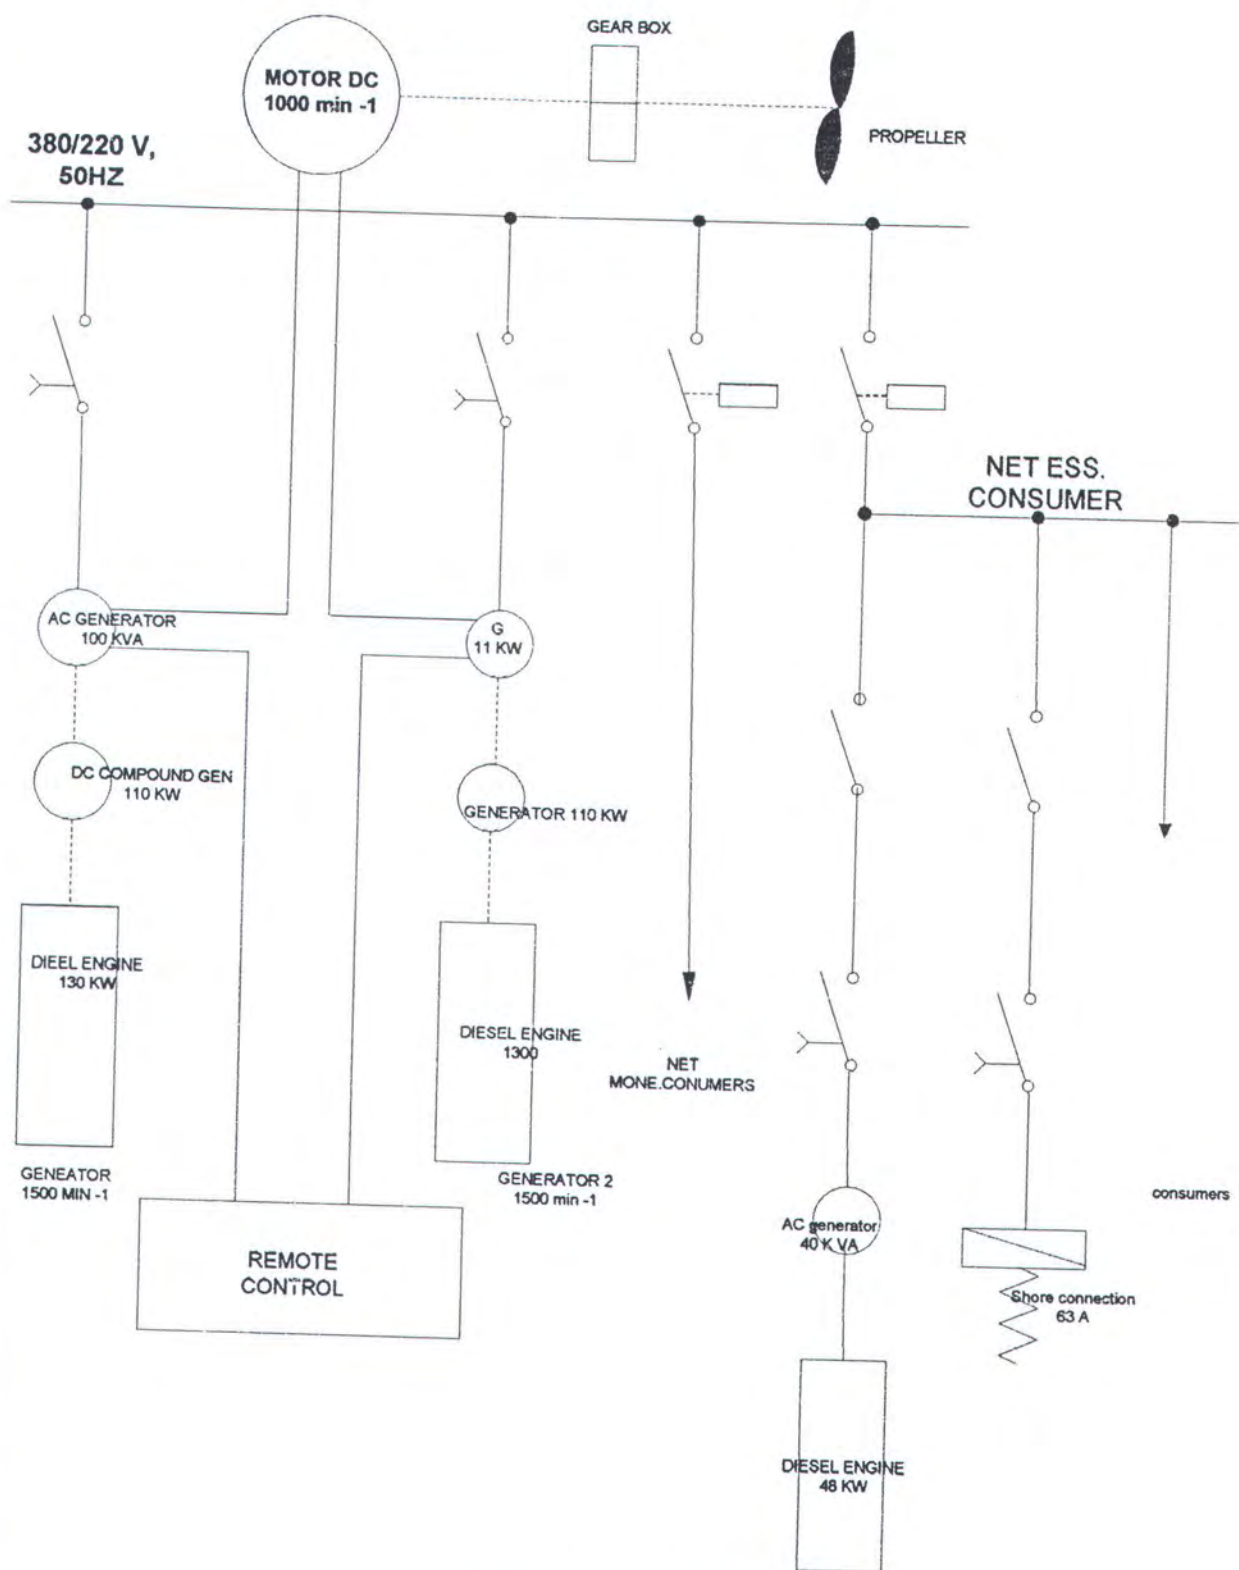 GEAR BOX
MOTOR DC
1000 min -1
PROPELLER
380/220 V,
50HZ
NET ESS.
CONSUMER
AC GENERATOR
100 KVA
G
11 KW
DC COMPOUND GEN
110 KW
GENERATOR 110 KW
DIEEL ENGINE
130 KW
DIESEL ENGINE
1300
NET
MONE.CONUMERS
GENEATOR
1500 MIN -1
GENERATOR 2
1500 min -1
consumers
AC generator
40 K VA
REMOTE
CONTROL
Shore connection
63 A
DIESEL ENGINE
48 KW